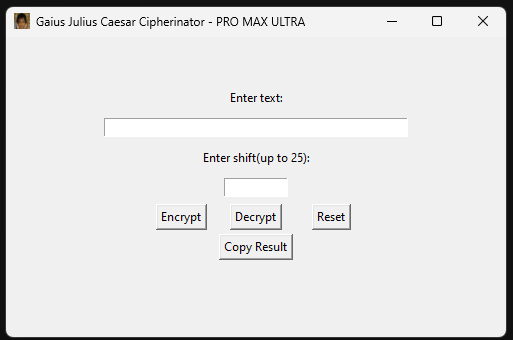 Gaius Julius Caesar Cipherinator - PRO MAX ULTRA
Enter text:
Enter shift(up to 25):
Encrypt Decrypt Reset
Copy Result